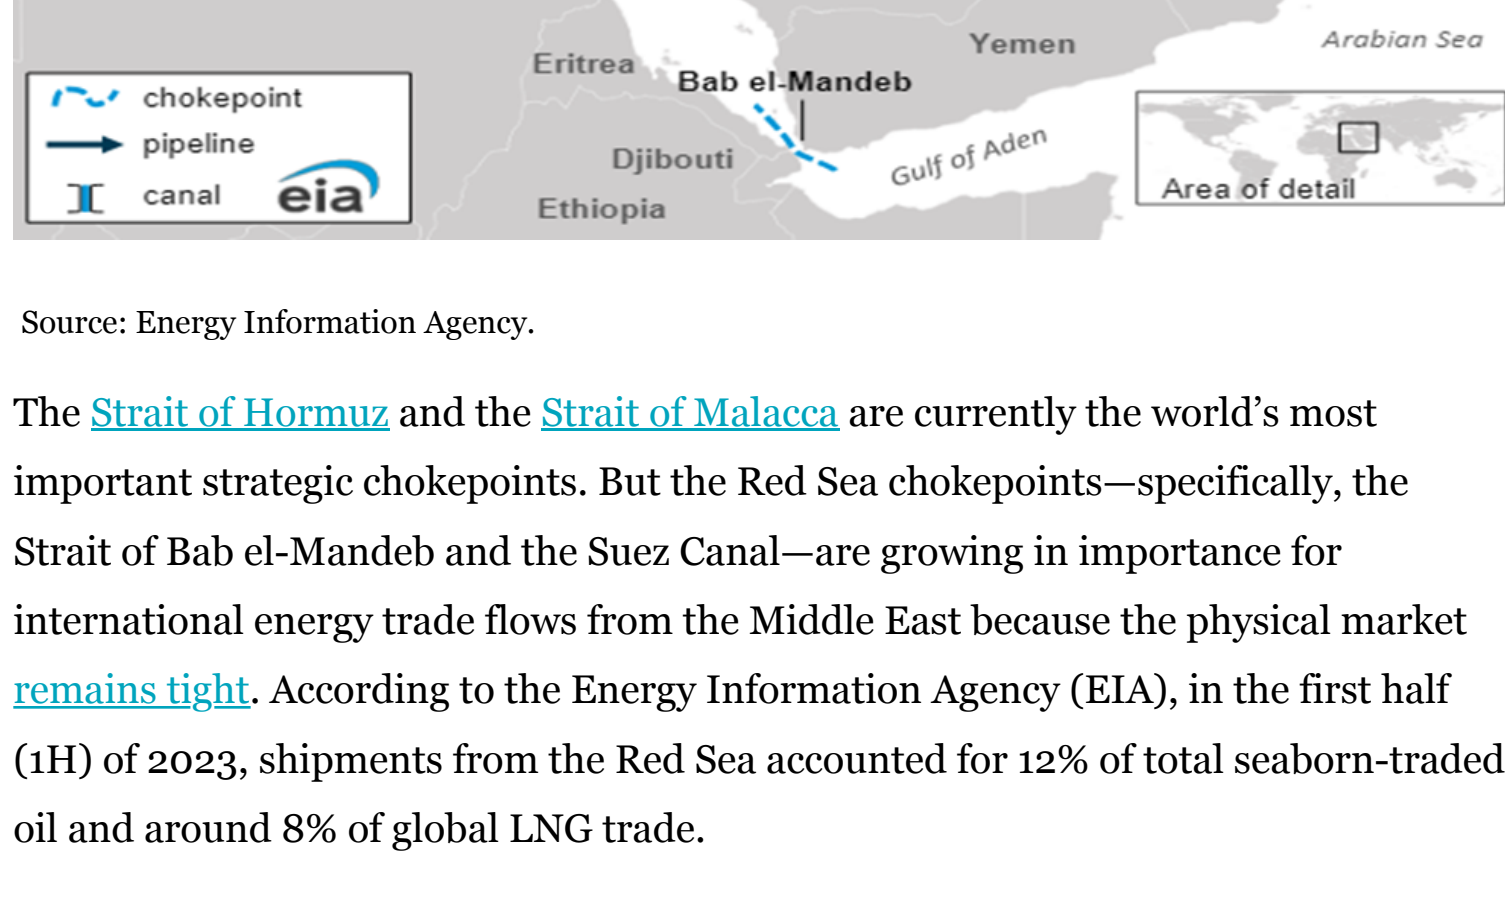 Yemen
Arabian Sea
Eritrea
Bab el-Mandeb
chokepoint
pipeline
canal
eia
Djibouti
Gulf of Aden
Ethiopia
Area of detail
Source: Energy Information Agency.
The Strait of Hormuz and the Strait of Malacca are currently the world’s most
important strategic chokepoints. But the Red Sea chokepoints—specifically, the
Strait of Bab el-Mandeb and the Suez Canal—are growing in importance for
international energy trade flows from the Middle East because the physical market
remains tight. According to the Energy Information Agency (EIA), in the first half
(1H) of 2023, shipments from the Red Sea accounted for 12% of total seaborn-traded
oil and around 8% of global LNG trade.